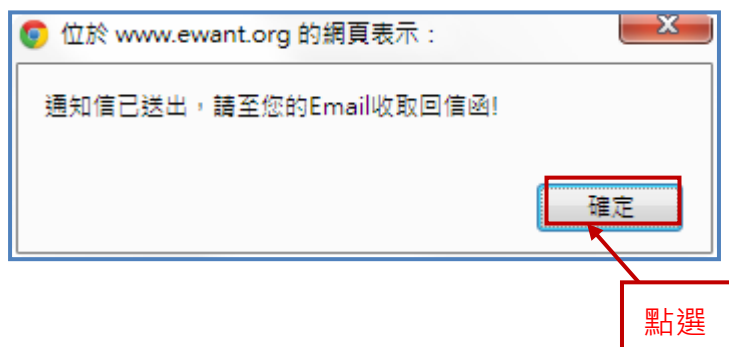 位於 www.ewant.org 的網頁表示：
通知信已送出，請至您的Email收取回信函!
確定
點選